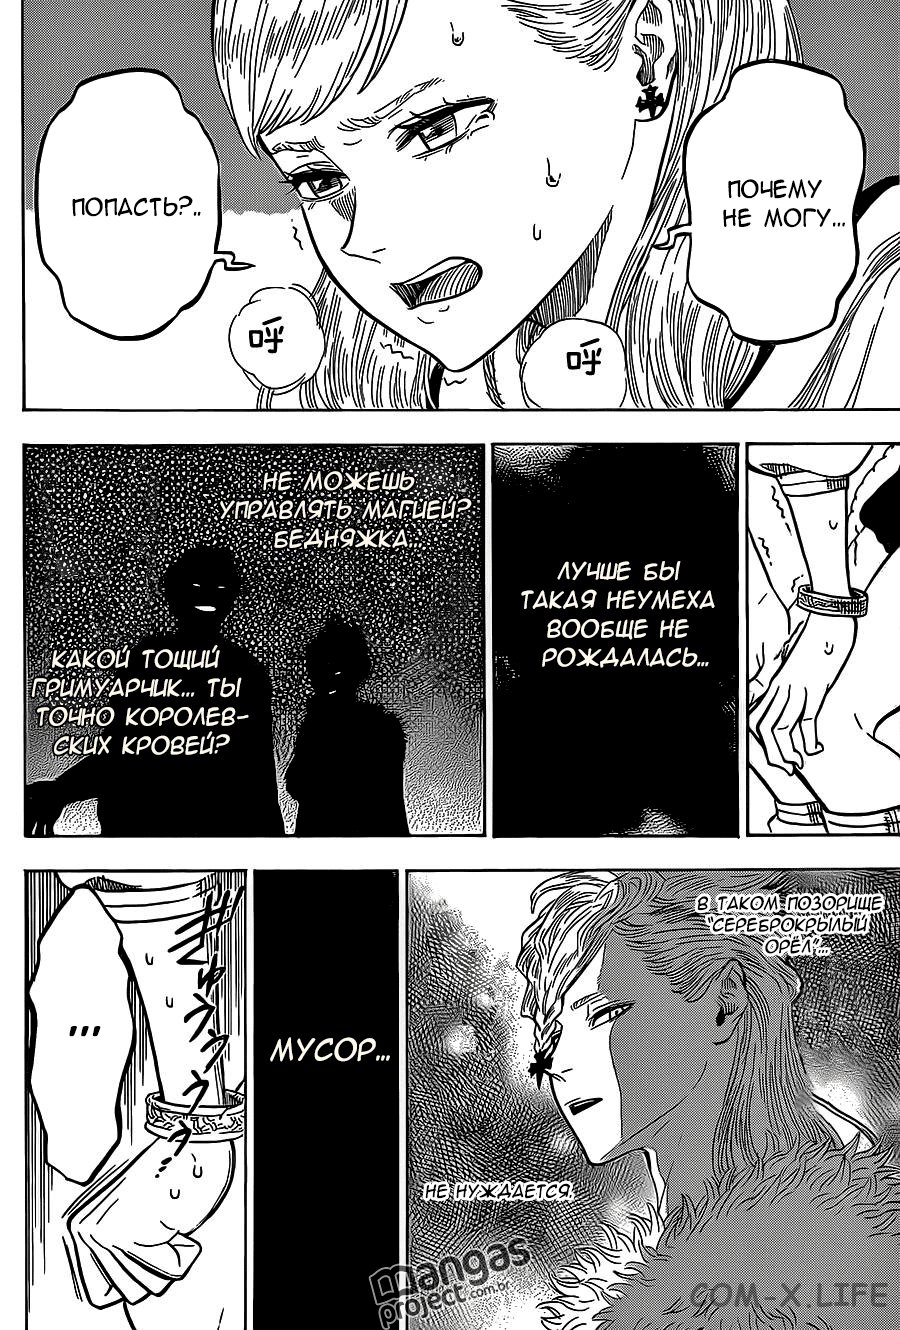 ПОЧЕМУ
НЕ МОГУ...
ПОПАСТЬ?..
呼
呼
ЛУЧШЕ БЫ
ТАКАЯ НЕУМЕХА
ВООБЩЕ НЕ
РОЖДАЛАСЬ...
НЕ МОЖЕШЬ
УПРАВЛЯТЬ МАГИЕЙ?
БЕДНЯЖКА...
КАКОЙ ТОЩИЙ
ГРИМУАРЧИК... ТЫ
ТОЧНО КОРОЛЕВ-
СКИХ КРОВЕЙ?
В ТАКОМ ПОЗОРИЩЕ
"СЕРЕБРОКРЫЛЫЙ
ОРЁЛ"...
НЕ НУЖДАЕТСЯ.
МУСОР...
...
mangas
project.com.br
COM-X.LIFE